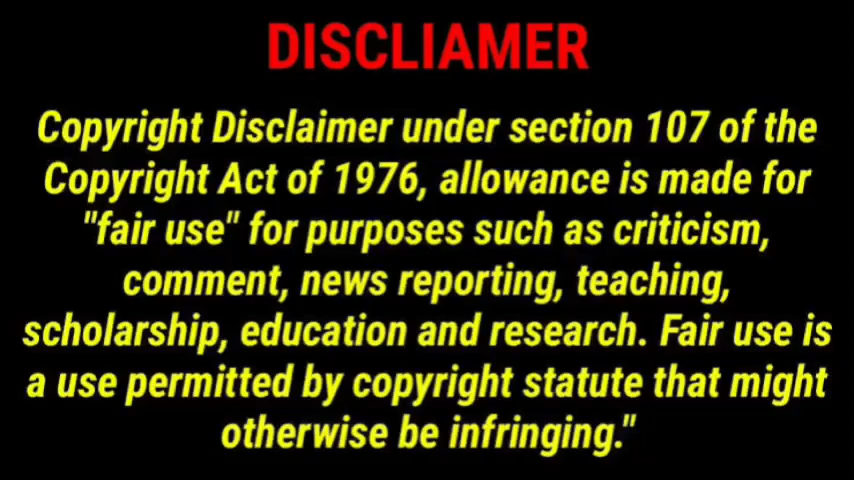 DISCLIAMER
Copyright Disclaimer under section 107 of the
Copyright Act of 1976, allowance is made for
"fair use" for purposes such as criticism,
comment, news reporting, teaching,
scholarship, education and research. Fair use is
a use permitted by copyright statute that might
otherwise be infringing."